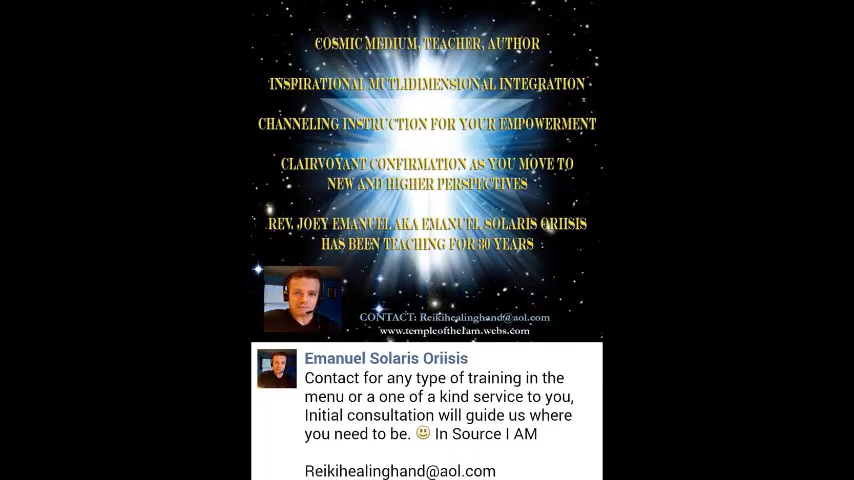 COSMIC MEDIUM, TEACHER, AUTHOR
INSPIRATIONAL MUTLIDIMENSIONAL INTEGRATION
CHANNELING INSTRUCTION FOR YOUR EMPOWERMENT
CLAIRVOYANT CONFIRMATION AS YOU MOVE TO
NEW AND HIGHER PERSPECTIVES
REV. JOEY EMANUEL AKA EMANUEL SOLARIS ORIISIS
HAS BEEN TEACHING FOR 30 YEARS
CONTACT: Reikihealinghand@aol.com
www.templeoftheIam.webs.com
Emanuel Solaris Oriisis
Contact for any type of training in the
menu or a one of a kind service to you,
Initial consultation will guide us where
you need to be. 😃 In Source I AM
Reikihealinghand@aol.com